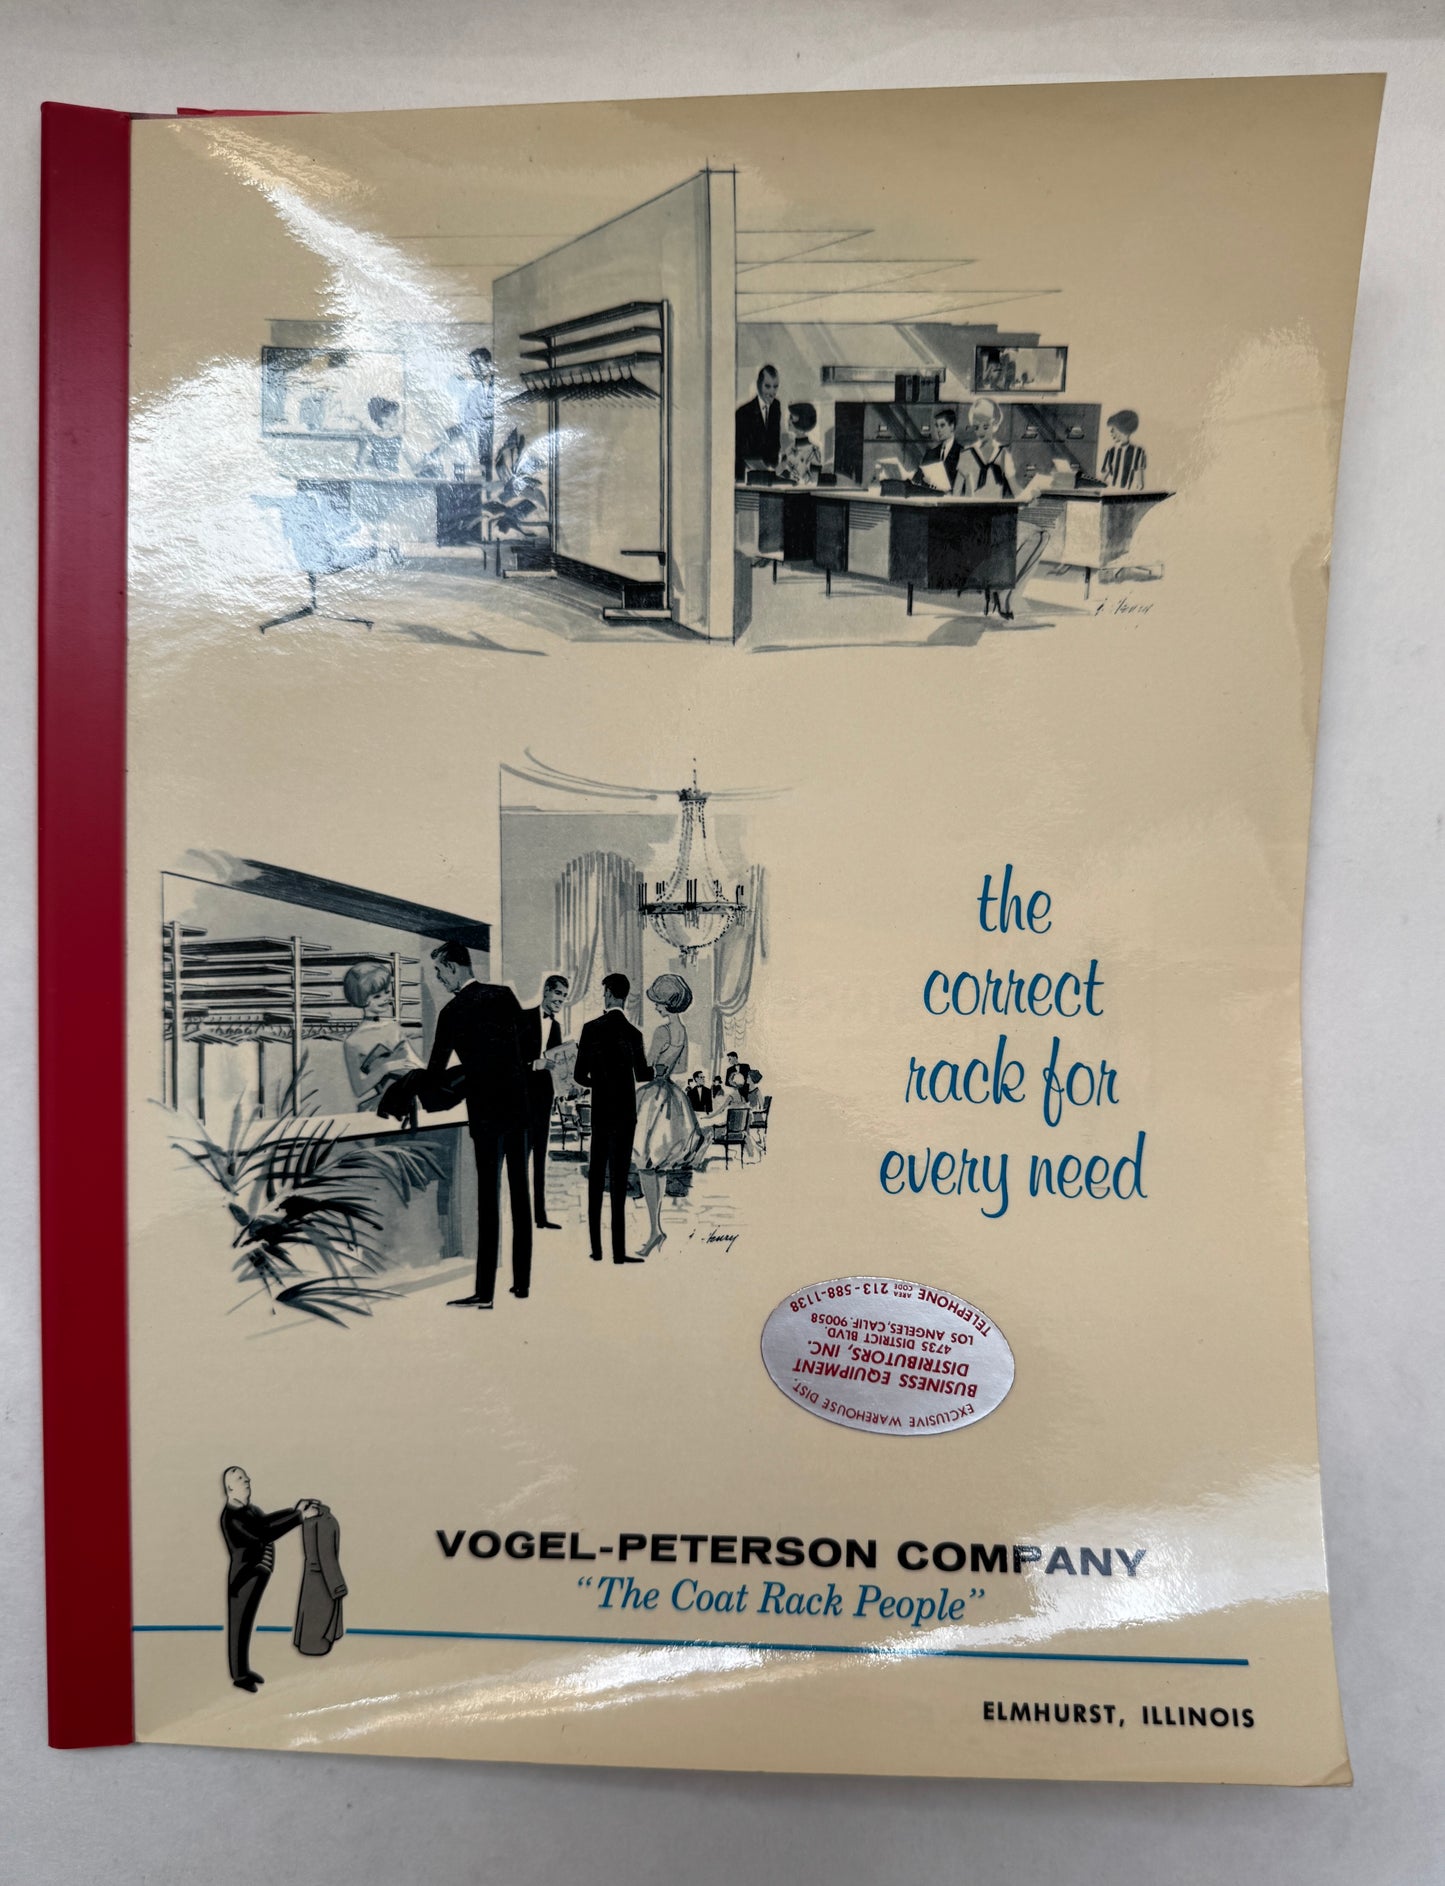 the
correct
rack for
every need
EXCLUSIVE WAREHOUSE DIST.
BUSINESS EQUIPMENT
DISTRIBUTORS, INC.
4735 DISTRICT BLVD.
LOS ANGELES, CALIF. 90058
TELEPHONE AREA CODE 213-588-1138
VOGEL-PETERSON COMPANY
“The Coat Rack People”
ELMHURST, ILLINOIS